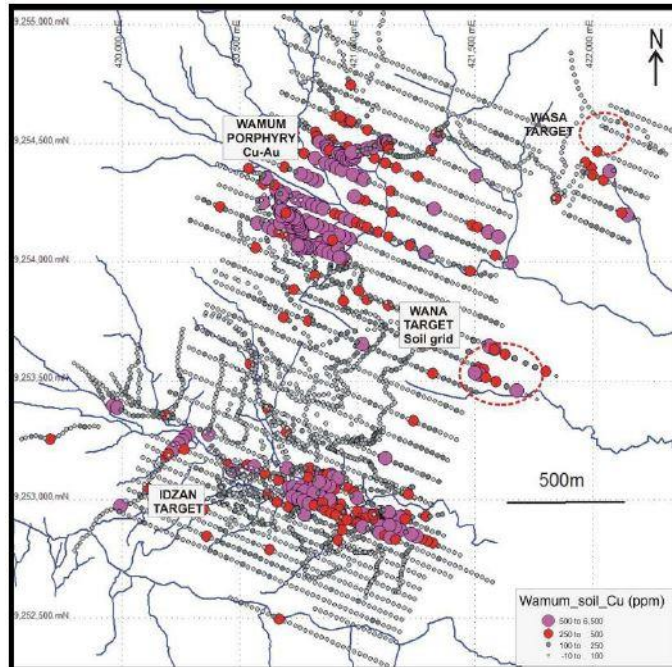 9,255,000 mN
420,000 mE
420,500 mE
421,000 mE
421,500 mE
422,000 mE
N
WAMUM
PORPHYRY
Cu-Au
WASA
TARGET
9,254,500 mN
9,254,000 mN
WANA
TARGET
Soil grid
9,253,500 mN
500m
IDZAN
TARGET
9,253,000 mN
Wamum_soil_Cu (ppm)
500 to 6,500
250 to 500
100 to 250
-10 to 100
9,252,500 mN